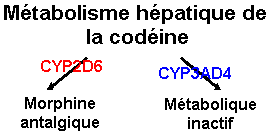 Métabolisme hépatique de
la codéine
CYP2D6
CYP3AD4
Morphine
antalgique
Métabolique
inactif